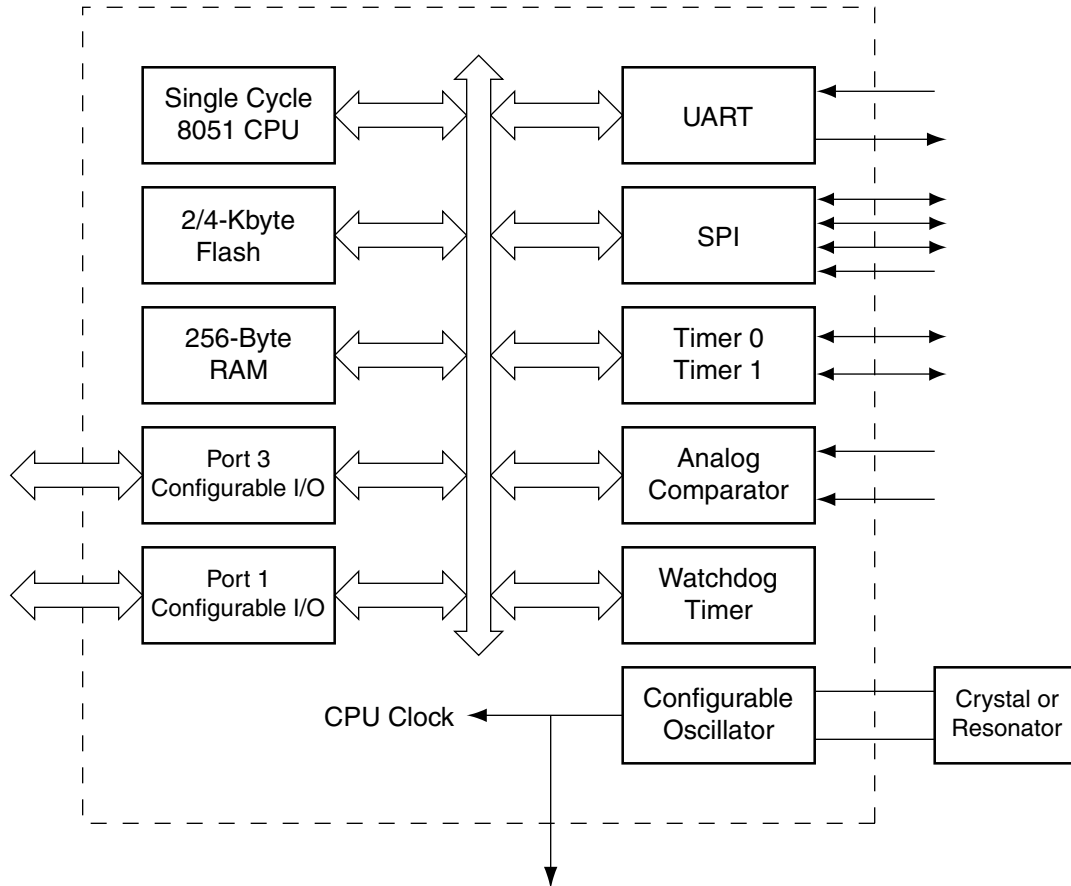 Single Cycle
8051 CPU
UART
2/4-Kbyte
Flash
SPI
256-Byte
RAM
Timer 0
Timer 1
Port 3
Configurable I/O
Analog
Comparator
Port 1
Configurable I/O
Watchdog
Timer
CPU Clock
Configurable
Oscillator
Crystal or
Resonator